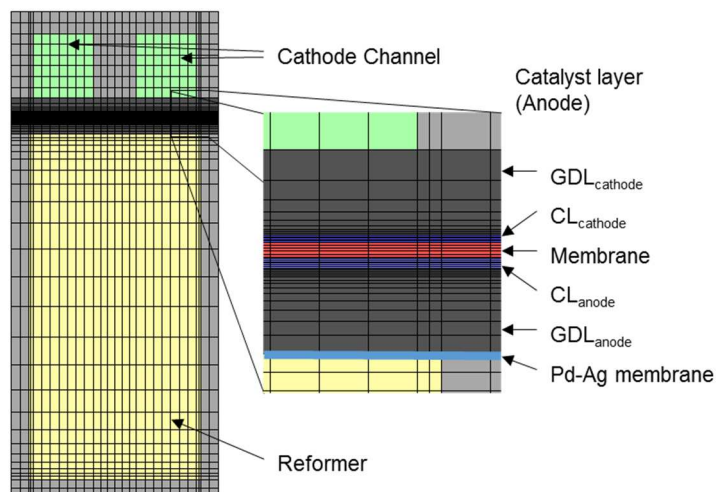 Cathode Channel
Catalyst layer
(Anode)
GDLcathode
CLcathode
Membrane
CLanode
GDLanode
Pd-Ag membrane
Reformer